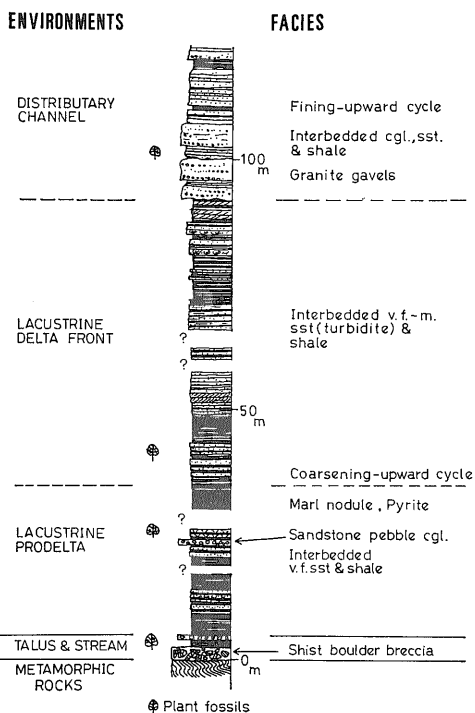 ENVIRONMENTS
FACIES
DISTRIBUTARY
CHANNEL
Fining-upward cycle
Interbedded cgl.,sst.
& shale
100
m
Granite gavels
LACUSTRINE
DELTA FRONT
Interbedded v.f.-m.
sst(turbidite) &
shale
?
?
50
m
Coarsening-upward cycle
Marl nodule, Pyrite
?
LACUSTRINE
PRODELTA
Sandstone pebble cgl.
Interbedded
v.f.sst & shale
?
TALUS & STREAM
Shist boulder breccia
0
m
METAMORPHIC
ROCKS
Plant fossils